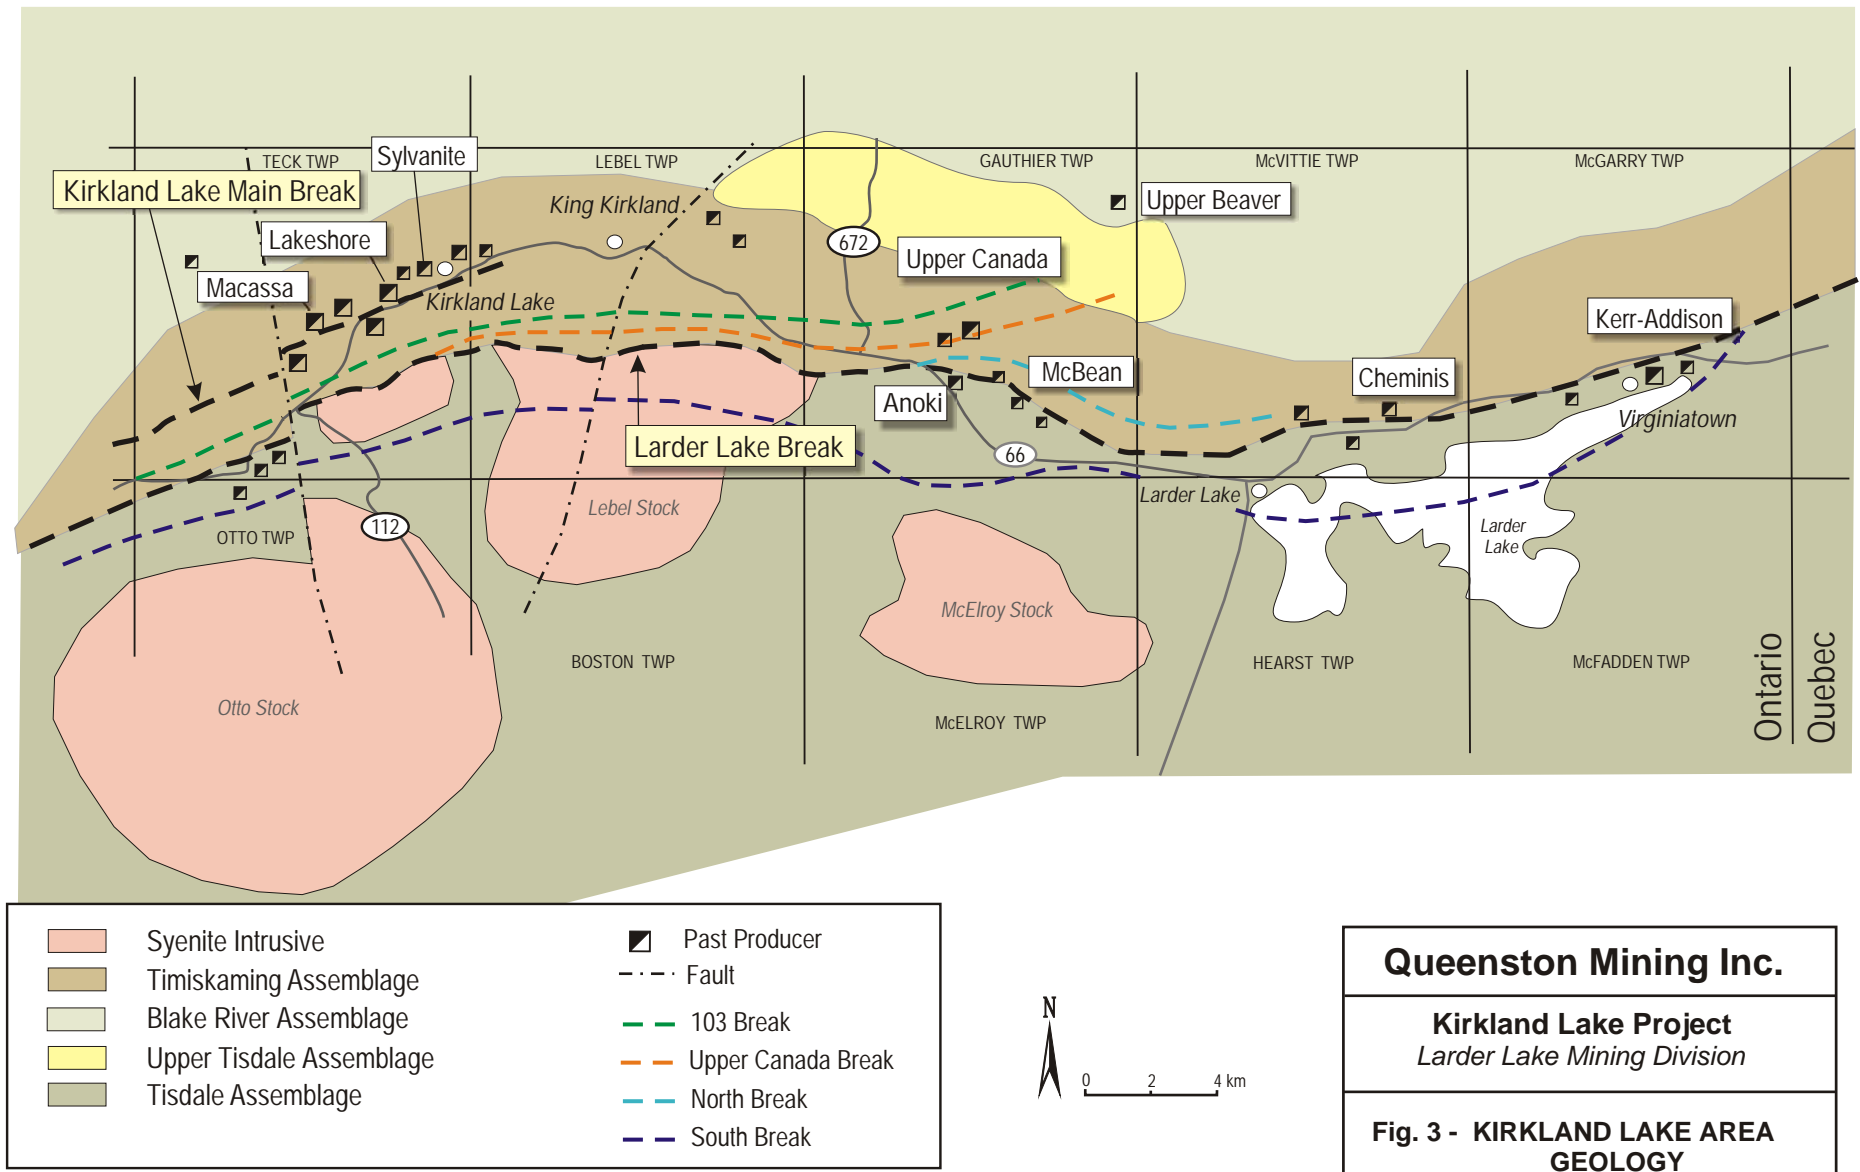 TECK TWP
Sylvanite
LEBEL TWP
GAUTHIER TWP
McVITTIE TWP
McGARRY TWP
Kirkland Lake Main Break
King Kirkland
Upper Beaver
Lakeshore
672
Upper Canada
Macassa
Kirkland Lake
Kerr-Addison
McBean
Cheminis
Anoki
Virginiatown
Larder Lake Break
66
Larder Lake
Lebel Stock
Larder
Lake
112
OTTO TWP
McElroy Stock
BOSTON TWP
HEARST TWP
McFADDEN TWP
Ontario
Quebec
Otto Stock
McELROY TWP
Syenite Intrusive
Timiskaming Assemblage
Blake River Assemblage
Upper Tisdale Assemblage
Tisdale Assemblage
Past Producer
Fault
103 Break
Upper Canada Break
North Break
South Break
N
0 2 4 km
Queenston Mining Inc.
Kirkland Lake Project
Larder Lake Mining Division
Fig. 3 - KIRKLAND LAKE AREA
GEOLOGY